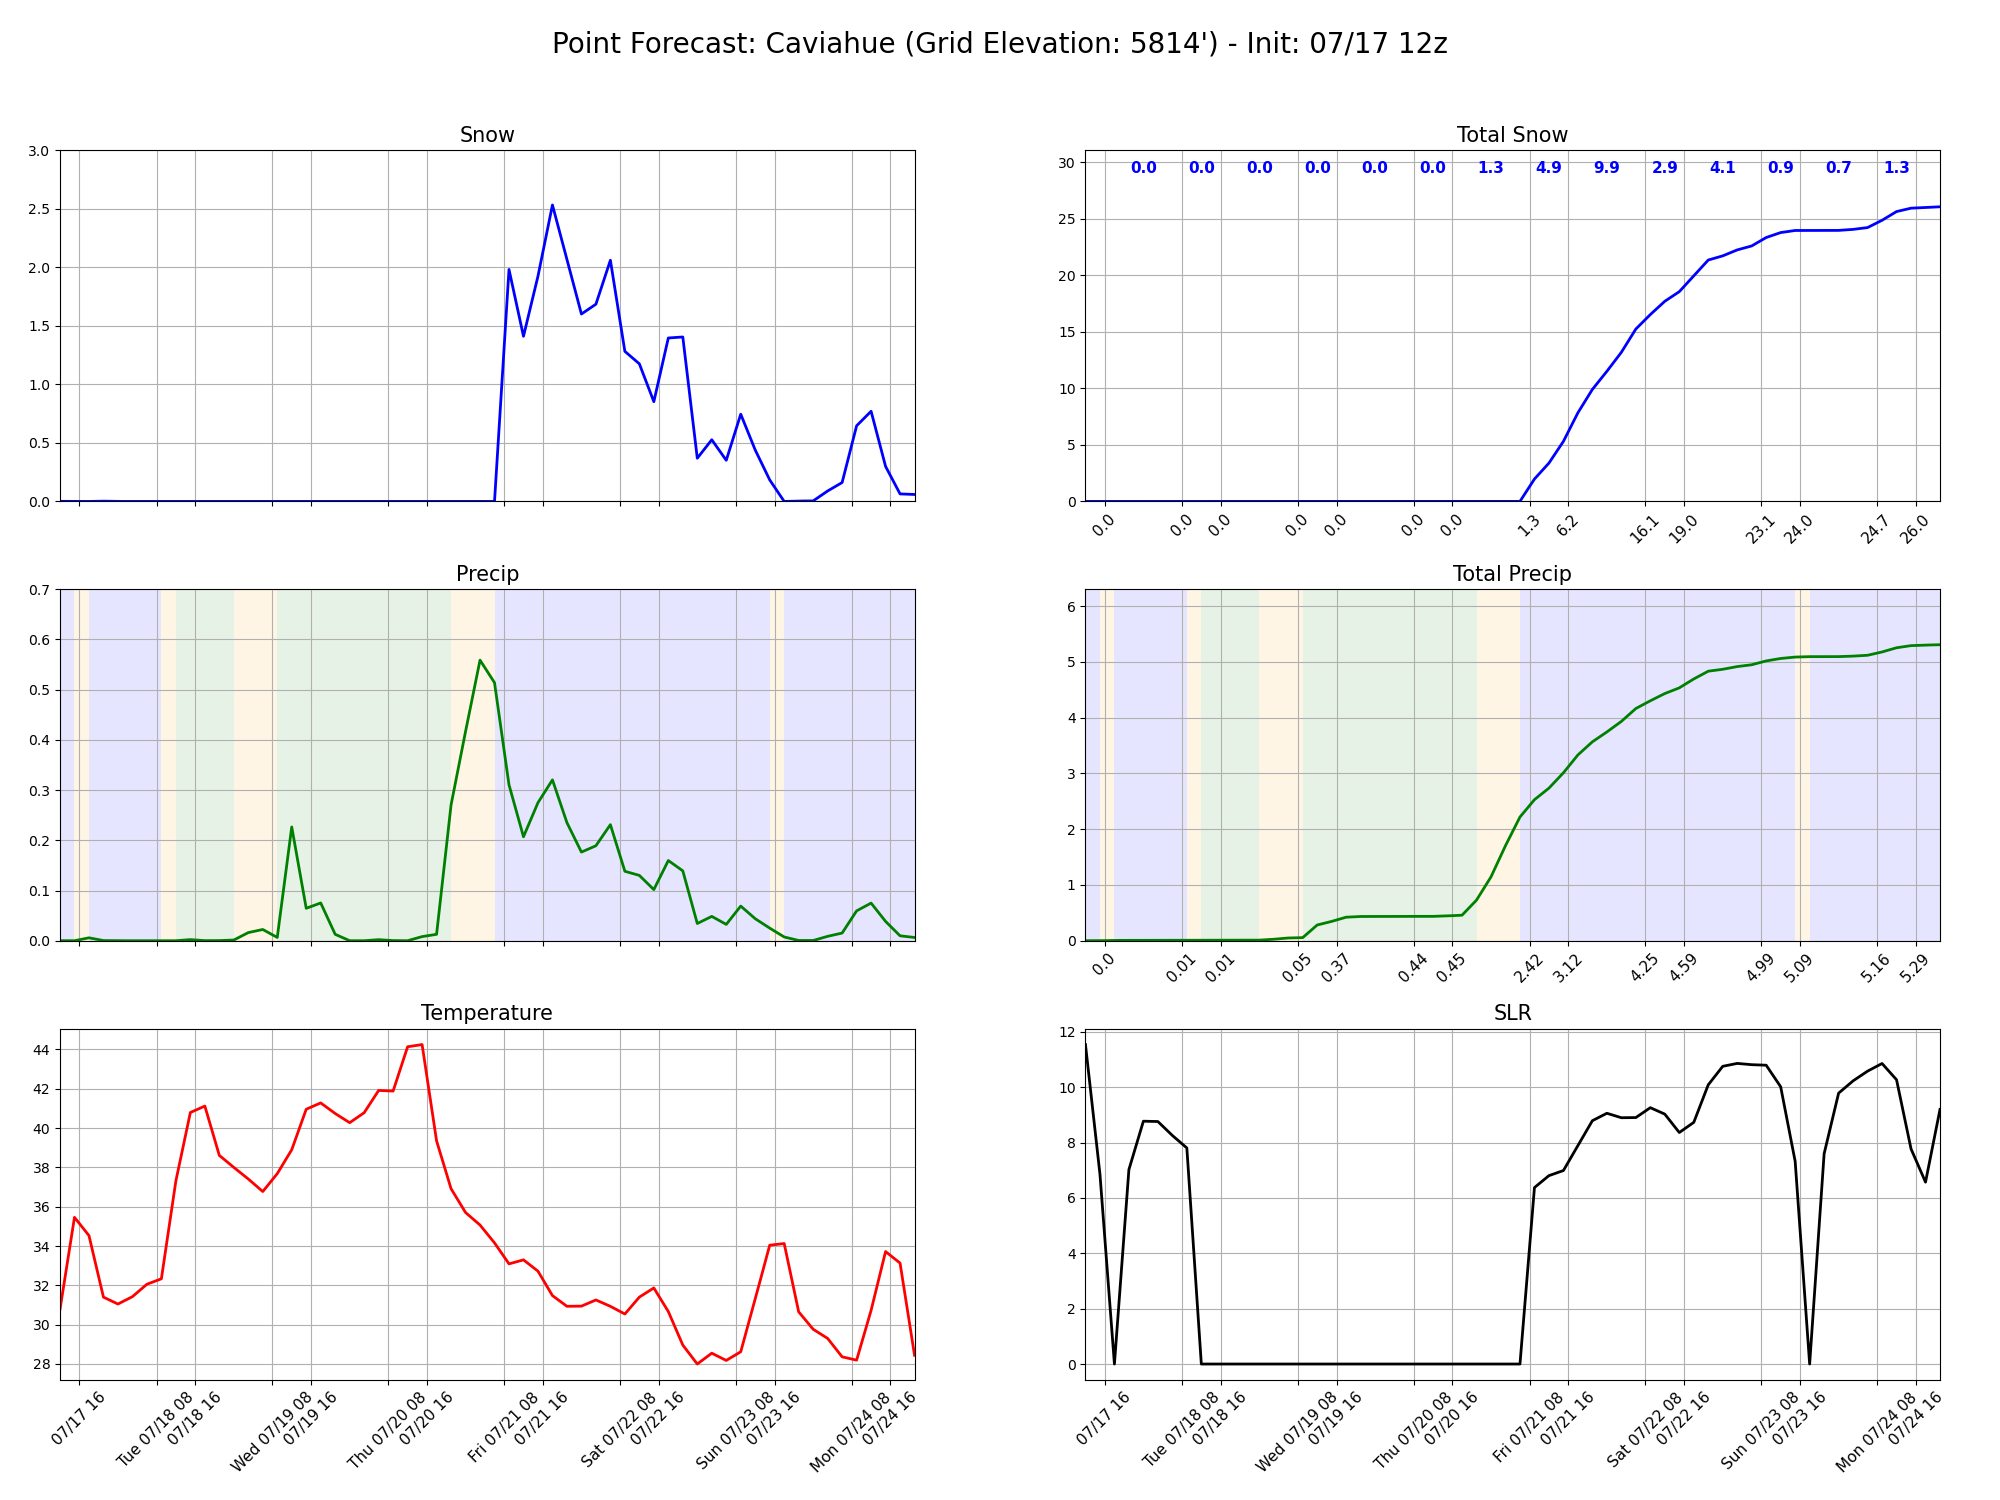 Point Forecast: Caviahue (Grid Elevation: 5814') - Init: 07/17 12z
Snow
3.0
2.5
2.0
1.5
1.0
0.5
0.0
Total Snow
0.0 0.0 0.0 0.0 0.0 0.0 1.3 4.9 9.9 2.9 4.1 0.9 0.7 1.3
30
25
20
15
10
5
0
0.0 0.0 0.0 0.0 0.0 0.0 0.0 1.3 6.2 16.1 19.0 23.1 24.0 24.7 26.0
Precip
0.7
0.6
0.5
0.4
0.3
0.2
0.1
0.0
Total Precip
6
5
4
3
2
1
0
0.0 0.01 0.01 0.05 0.37 0.44 0.45 2.42 3.12 4.25 4.59 4.99 5.09 5.16 5.29
Temperature
44
42
40
38
36
34
32
30
28
07/17 16
Tue 07/18 08
07/18 16
Wed 07/19 08
07/19 16
Thu 07/20 08
07/20 16
Fri 07/21 08
07/21 16
Sat 07/22 08
07/22 16
Sun 07/23 08
07/23 16
Mon 07/24 08
07/24 16
SLR
12
10
8
6
4
2
0
07/17 16
Tue 07/18 08
07/18 16
Wed 07/19 08
07/19 16
Thu 07/20 08
07/20 16
Fri 07/21 08
07/21 16
Sat 07/22 08
07/22 16
Sun 07/23 08
07/23 16
Mon 07/24 08
07/24 16